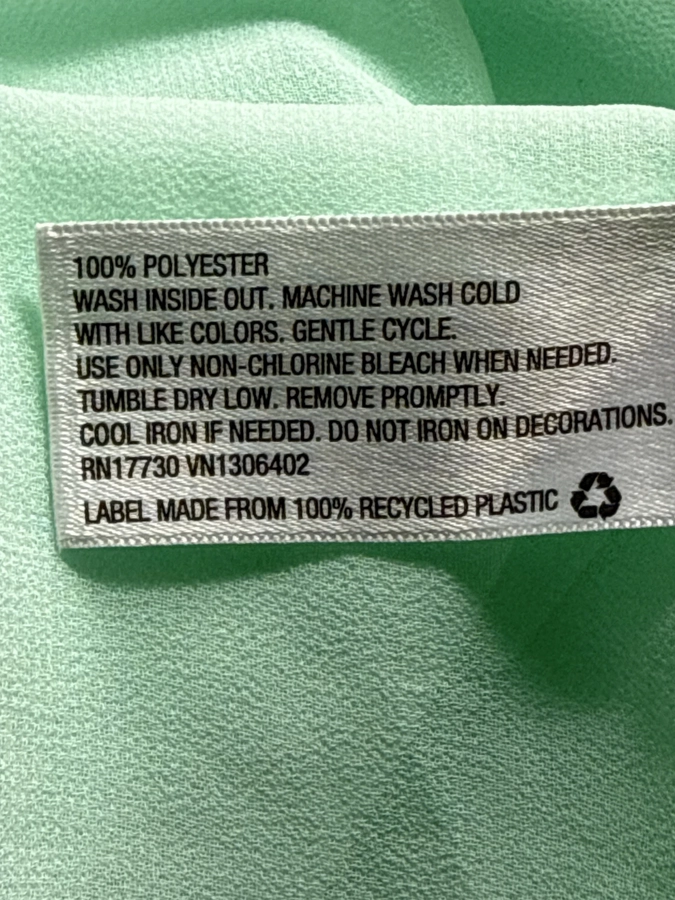 100% POLYESTER
WASH INSIDE OUT. MACHINE WASH COLD
WITH LIKE COLORS. GENTLE CYCLE.
USE ONLY NON-CHLORINE BLEACH WHEN NEEDED.
TUMBLE DRY LOW. REMOVE PROMPTLY.
COOL IRON IF NEEDED. DO NOT IRON ON DECORATIONS.
RN17730 VN1306402
LABEL MADE FROM 100% RECYCLED PLASTIC